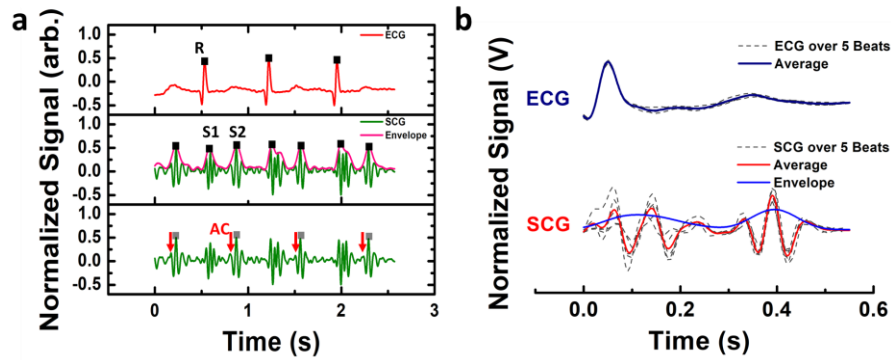 a
Normalized Signal (arb.)
1.0
0.5
0.0
-0.5
R
ECG
1.0
0.5
0.0
-0.5
S1 S2
SCG
Envelope
1.0
0.5
0.0
-0.5
AC
0 1 2 3
Time (s)
b
Normalized Signal (V)
ECG
ECG over 5 Beats
Average
SCG
SCG over 5 Beats
Average
Envelope
0.0 0.2 0.4 0.6
Time (s)